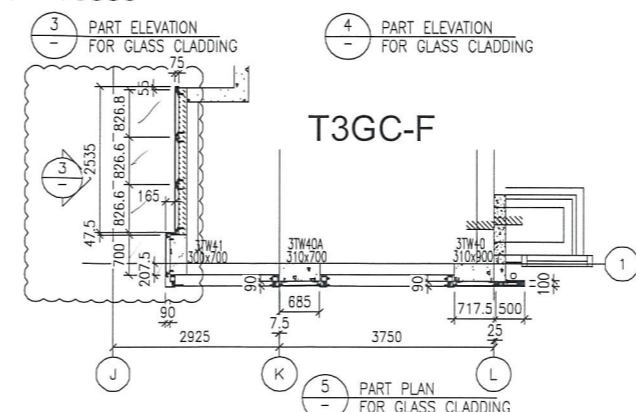 3 PART ELEVATION
- FOR GLASS CLADDING
4 PART ELEVATION
- FOR GLASS CLADDING
75
55
T3GC-F
826.8
826.6
2535
3
-
826.6
165
47.5
700
207.5
3TW41
300x700
3TW40A
310x700
3TW40
310x900
1
90
90
100
685
717.5
500
90
7.5
25
2925
3750
J
K
L
5 PART PLAN
- FOR GLASS CLADDING